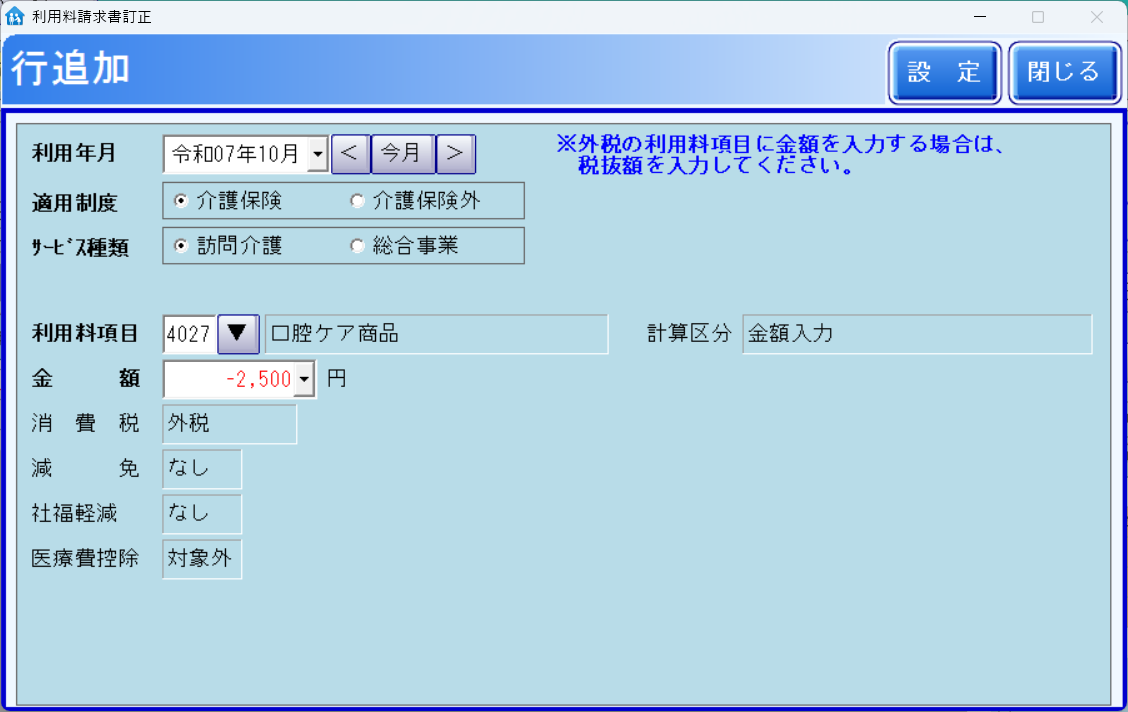 利用料請求書訂正
行追加
設　定
閉じる
利用年月
令和07年10月
<
今月
>
※外税の利用料項目に金額を入力する場合は、
税抜額を入力してください。
適用制度
介護保険
介護保険外
ｻｰﾋﾞｽ種類
訪問介護
総合事業
利用料項目
4027
▼
口腔ケア商品
計算区分
金額入力
金　　　額
-2,500
円
消　費　税
外税
減　　　免
なし
社福軽減
なし
医療費控除
対象外